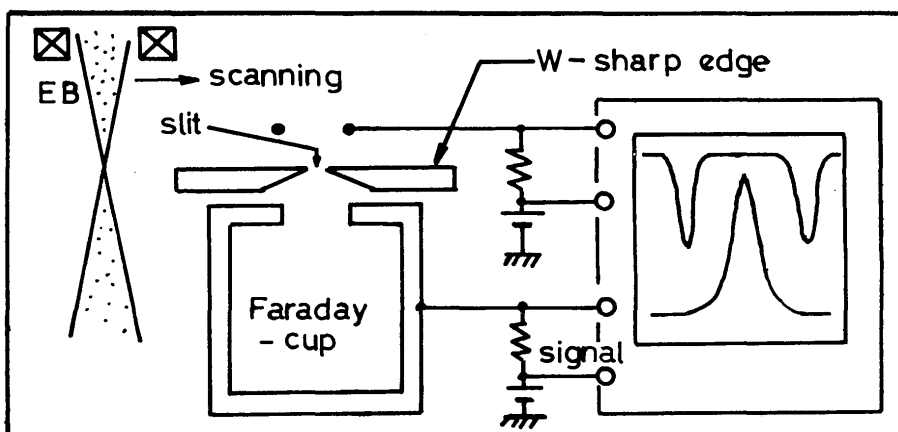 EB
scanning
W-sharp edge
slit
Faraday
-cup
signal